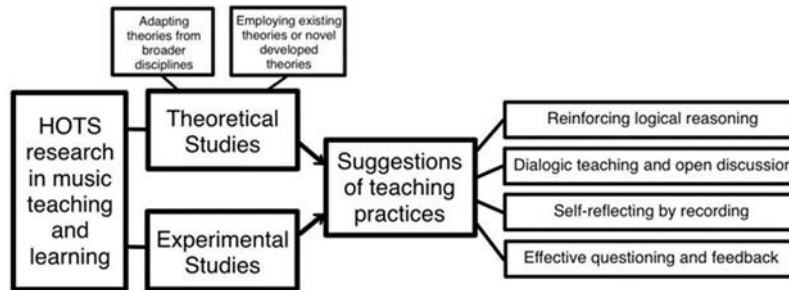 Adapting
theories from
broader
disciplines
Employing existing
theories or novel
developed
theories
HOTS
research
in music
teaching
and
learning
Theoretical
Studies
Experimental
Studies
Suggestions
of teaching
practices
Reinforcing logical reasoning
Dialogic teaching and open discussion
Self-reflecting by recording
Effective questioning and feedback